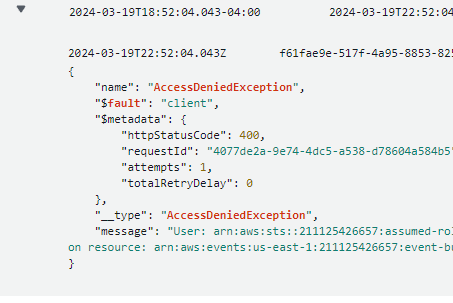 2024-03-19T18:52:04.043-04:00 2024-03-19T22:52:04
2024-03-19T22:52:04.043Z f61fae9e-517f-4a95-8853-825
{
"name": "AccessDeniedException",
"$fault": "client",
"$metadata": {
"httpStatusCode": 400,
"requestId": "4077de2a-9e74-4dc5-a538-d78604a584b5"
"attempts": 1,
"totalRetryDelay": 0
},
"__type": "AccessDeniedException",
"message": "User: arn:aws:sts::211125426657:assumed-rol
on resource: arn:aws:events:us-east-1:211125426657:event-bu
}